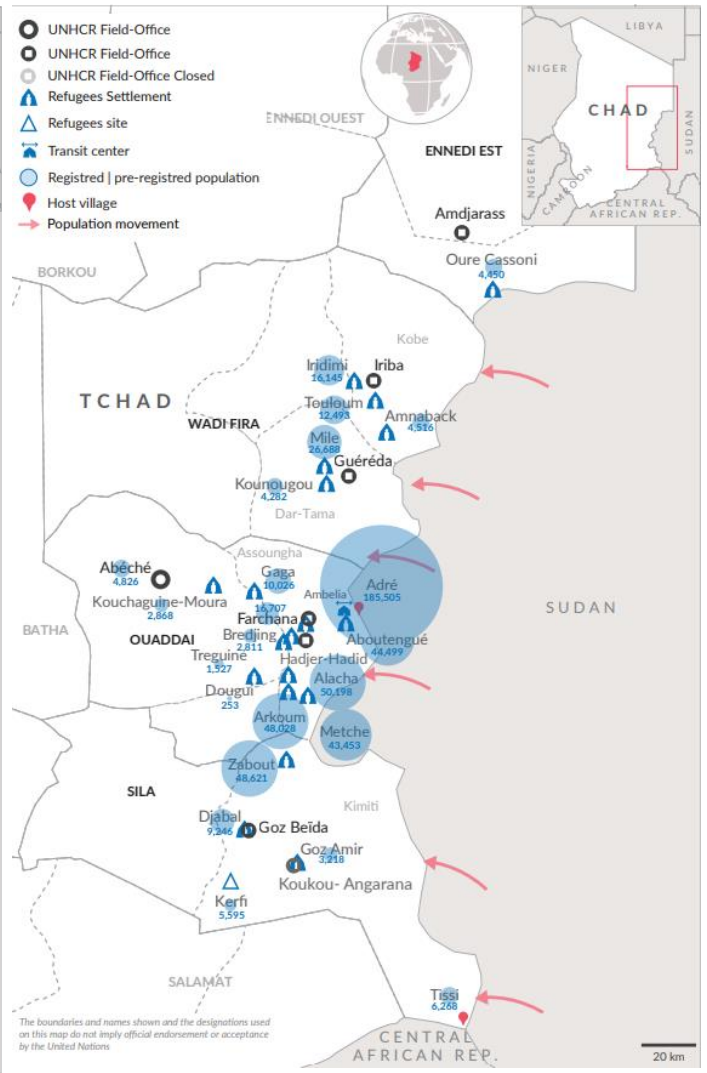 UNHCR Field-Office
UNHCR Field-Office
UNHCR Field-Office Closed
Refugees Settlement
Refugees site
Transit center
Registred | pre-registred population
Host village
Population movement
LIBYA
NIGER
CHAD
SUDAN
NIGERIA
CAMROON
CENTRAL
AFRICAN REP.
ENNEDI OUEST
ENNEDI EST
Amdjarass
Oure Cassoni
4,450
BORKOU
Kobe
Iridimi
16,145
Iriba
TCHAD
Touloum
12,493
WADI FIRA
Amnaback
4,516
Mile
26,688
Guéréda
Kounougou
4,282
Dar-Tama
Assoungha
Abéché
4,826
Gaga
10,026
Adré
185,505
Ambelia
Kouchaguine-Moura
2,868
16,707
Farchana
SUDAN
BATHA
OUADDAI
Bredjing
2,811
Aboutengué
44,499
Treguine
1,527
Hadjer-Hadid
Alacha
50,198
Dougui
253
Arkoum
48,028
Metche
43,453
Zabout
48,621
SILA
Kimiti
Djabal
9,246
Goz Beïda
Goz Amir
3,218
Koukou- Angarana
Kerfi
5,595
SALAMAT
Tissi
6,268
The boundaries and names shown and the designations used
on this map do not imply official endorsement or acceptance
by the United Nations
CENTRAL
AFRICAN REP.
20 km